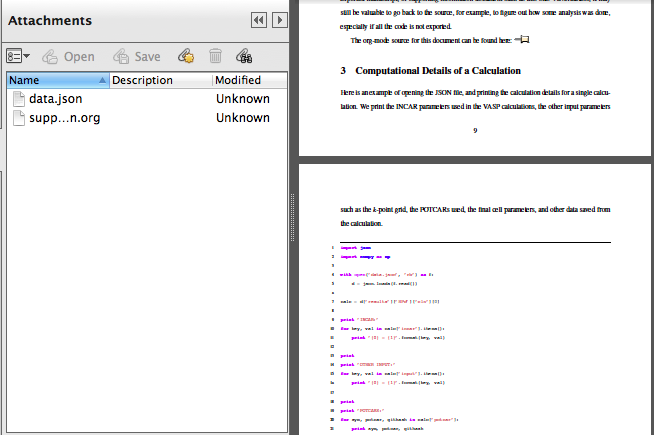 Attachments
Open
Save
Name
Description
Modified
data.json
Unknown
supp...n.org
Unknown
still be valuable to go back to the source, for example, to figure out how some analysis was done,
especially if all the code is not exported.
The org-mode source for this document can be found here:
3 Computational Details of a Calculation
Here is an example of opening the JSON file, and printing the calculation details for a single calcu-
lation. We print the INCAR parameters used in the VASP calculations, the other input parameters
9
such as the k-point grid, the POTCARs used, the final cell parameters, and other data saved from
the calculation.
1 import json
2 import numpy as np
3
4 with open("data.json", "rb") as f:
5 d = json.loads(f.read())
6
7
8
9 print "INCAR:"
10 for key, val in calc["incar"].items():
11 print "{0} = {1}".format(key, val)
12
13 print
14 print "OTHER INPUT:"
15 for key, val in calc["input"].items():
16 print "{0} = {1}".format(key, val)
17
18 print
19 print "POTCARS:"
20 for sym, potcar, githash in calc["potcar"]:
21 print sym, potcar, githash